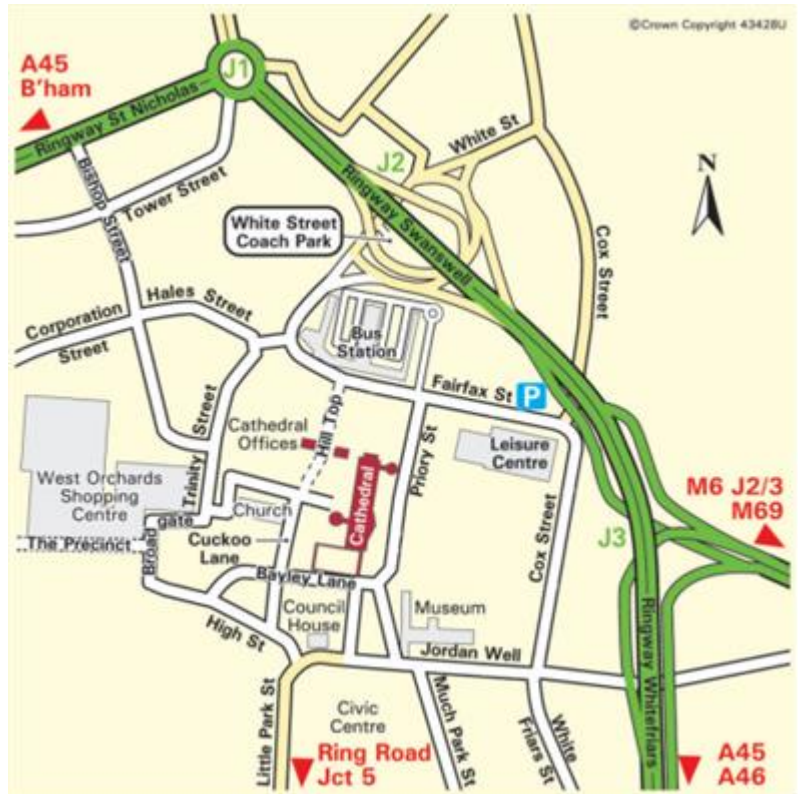 ©Crown Copyright 43428U
A45
B'ham
J1
Ringway St Nicholas
White St
J2
N
Bishop Street
Tower Street
Ringway Swanswell
White Street
Coach Park
Cox Street
Hales Street
Corporation
Street
Bus
Station
Fairfax St
P
Hill Top
Cathedral
Offices
Trinity Street
Priory St
Leisure
Centre
West Orchards
Shopping
Centre
Cathedral
M6 J2/3
M69
Church
Broad
gate
The Precinct
Cuckoo
Lane
J3
Cox Street
Bayley Lane
Council
House
Museum
High St
Jordan Well
Ringway Whitefriars
Little Park St
Civic
Centre
Much Park St
White
Friars St
Ring Road
Jct 5
A45
A46